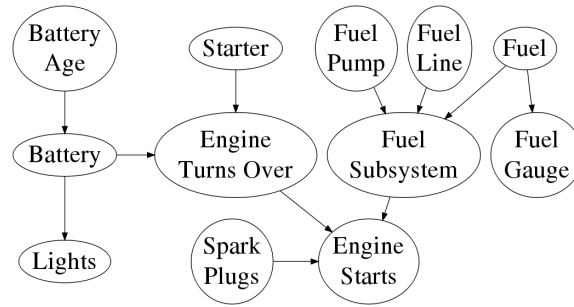 Battery
Age
Starter
Fuel
Pump
Fuel
Line
Fuel
Battery
Engine
Turns Over
Fuel
Subsystem
Fuel
Gauge
Lights
Spark
Plugs
Engine
Starts